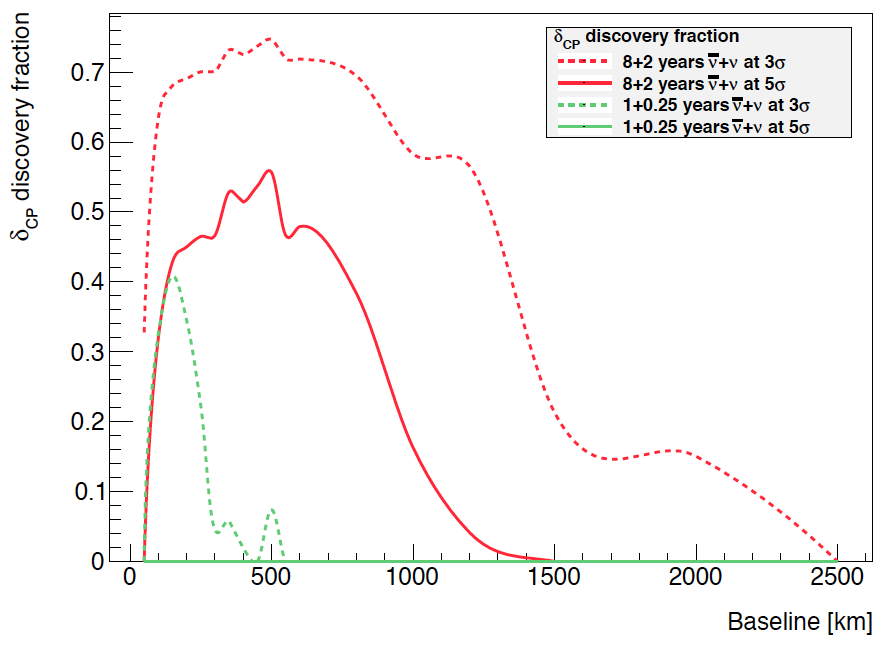 δCP discovery fraction
δCP discovery fraction
8+2 years ν̅+ν at 3σ
8+2 years ν̅+ν at 5σ
1+0.25 years ν̅+ν at 3σ
1+0.25 years ν̅+ν at 5σ
0.7
0.6
0.5
0.4
0.3
0.2
0.1
0
0 500 1000 1500 2000 2500
Baseline [km]